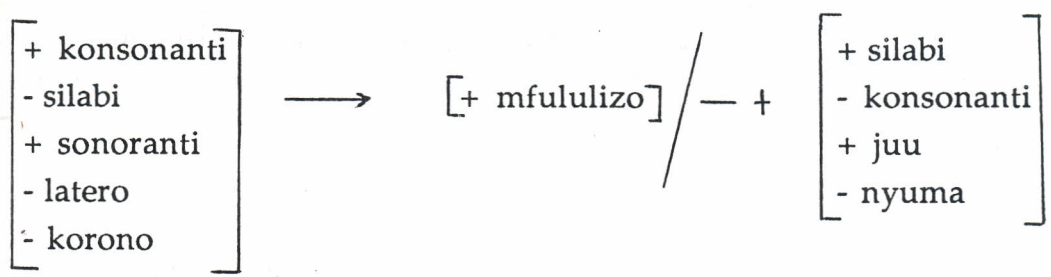 + konsonanti
- silabi
+ sonoranti
- latero
- korono
→ [+ mfululizo] / — +
+ silabi
- konsonanti
+ juu
- nyuma